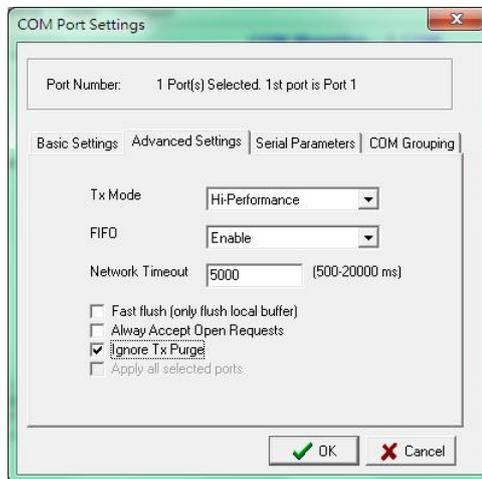 COM Port Settings
Port Number: 1 Port(s) Selected. 1st port is Port 1
Basic Settings Advanced Settings Serial Parameters COM Grouping
Tx Mode Hi-Performance
FIFO Enable
Network Timeout 5000 (500-20000 ms)
Fast flush (only flush local buffer)
Alway Accept Open Requests
Ignore Tx Purge
Apply all selected ports
OK Cancel